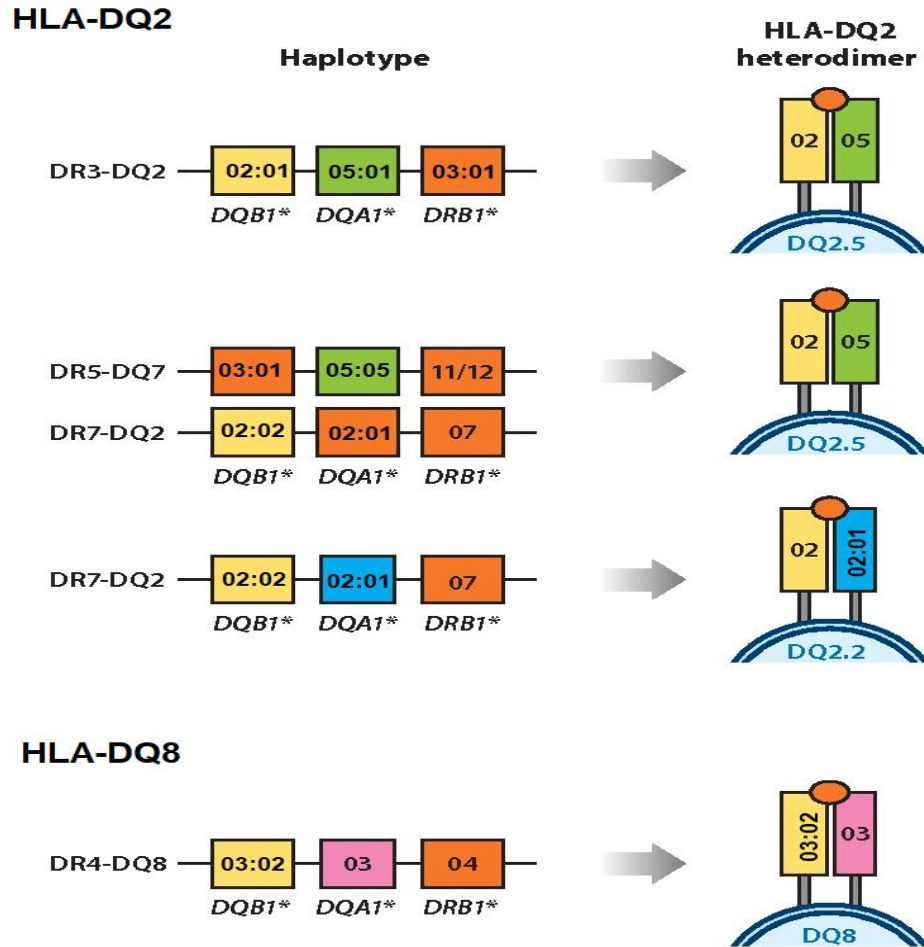 HLA-DQ2
Haplotype
HLA-DQ2
heterodimer
DR3-DQ2 02:01 05:01 03:01
DQB1* DQA1* DRB1*
02 05
DQ2.5
DR5-DQ7 03:01 05:05 11/12
DR7-DQ2 02:02 02:01 07
DQB1* DQA1* DRB1*
02 05
DQ2.5
DR7-DQ2 02:02 02:01 07
DQB1* DQA1* DRB1*
02 02:01
DQ2.2
HLA-DQ8
DR4-DQ8 03:02 03 04
DQB1* DQA1* DRB1*
03:02 03
DQ8